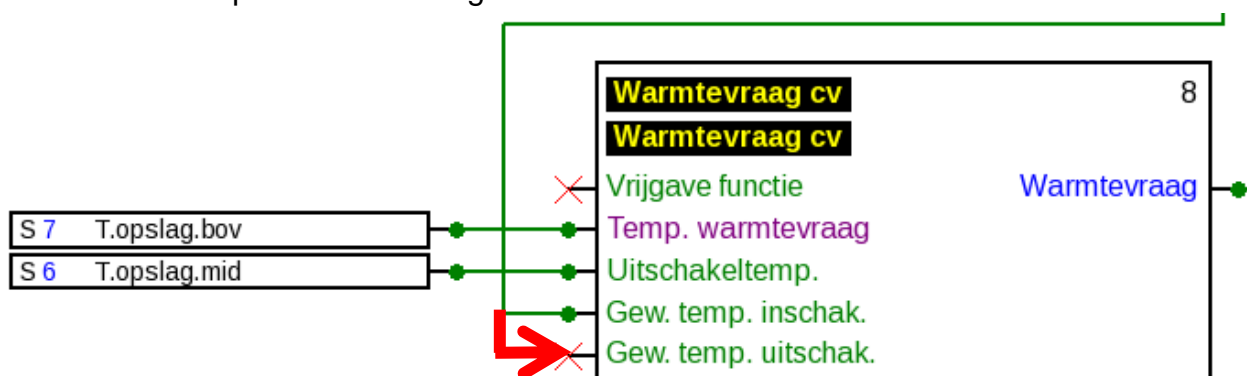 Warmtevraag cv 8
Warmtevraag cv
Vrijgave functie Warmtevraag
S 7 T.opslag.bov Temp. warmtevraag
S 6 T.opslag.mid Uitschakeltemp.
Gew. temp. inschak.
Gew. temp. uitschak.